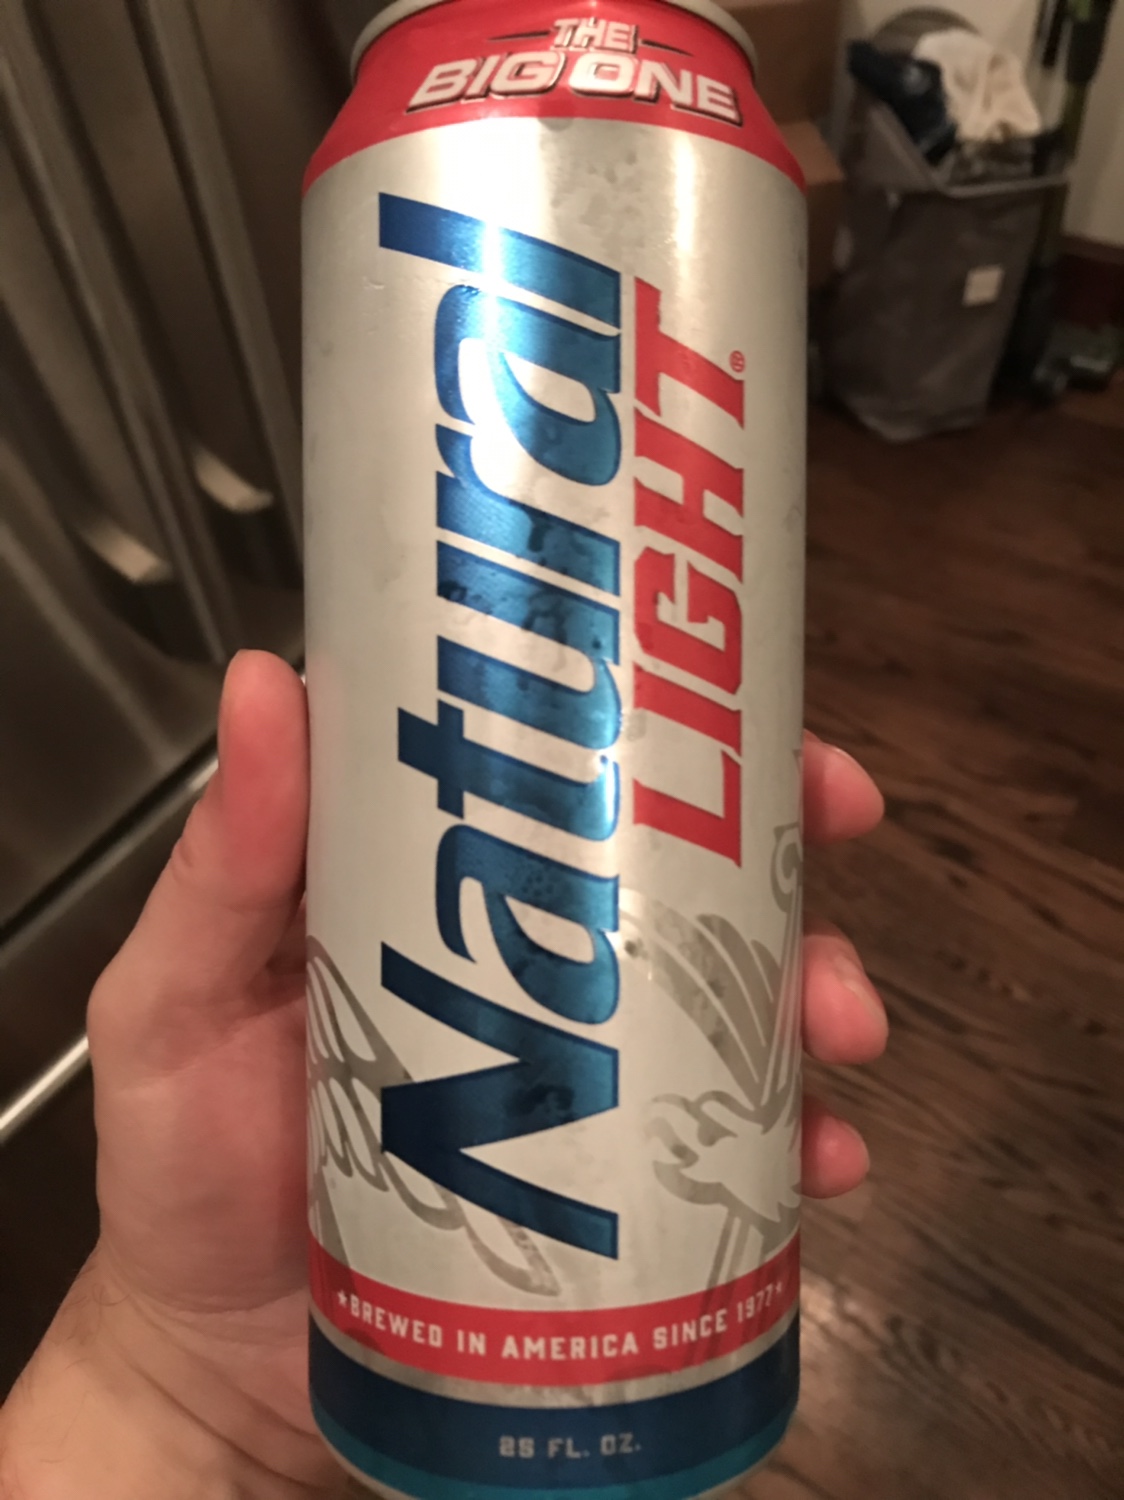 THE
BIG ONE
Natural
LIGHT®
★BREWED IN AMERICA SINCE 1977★
25 FL. OZ.